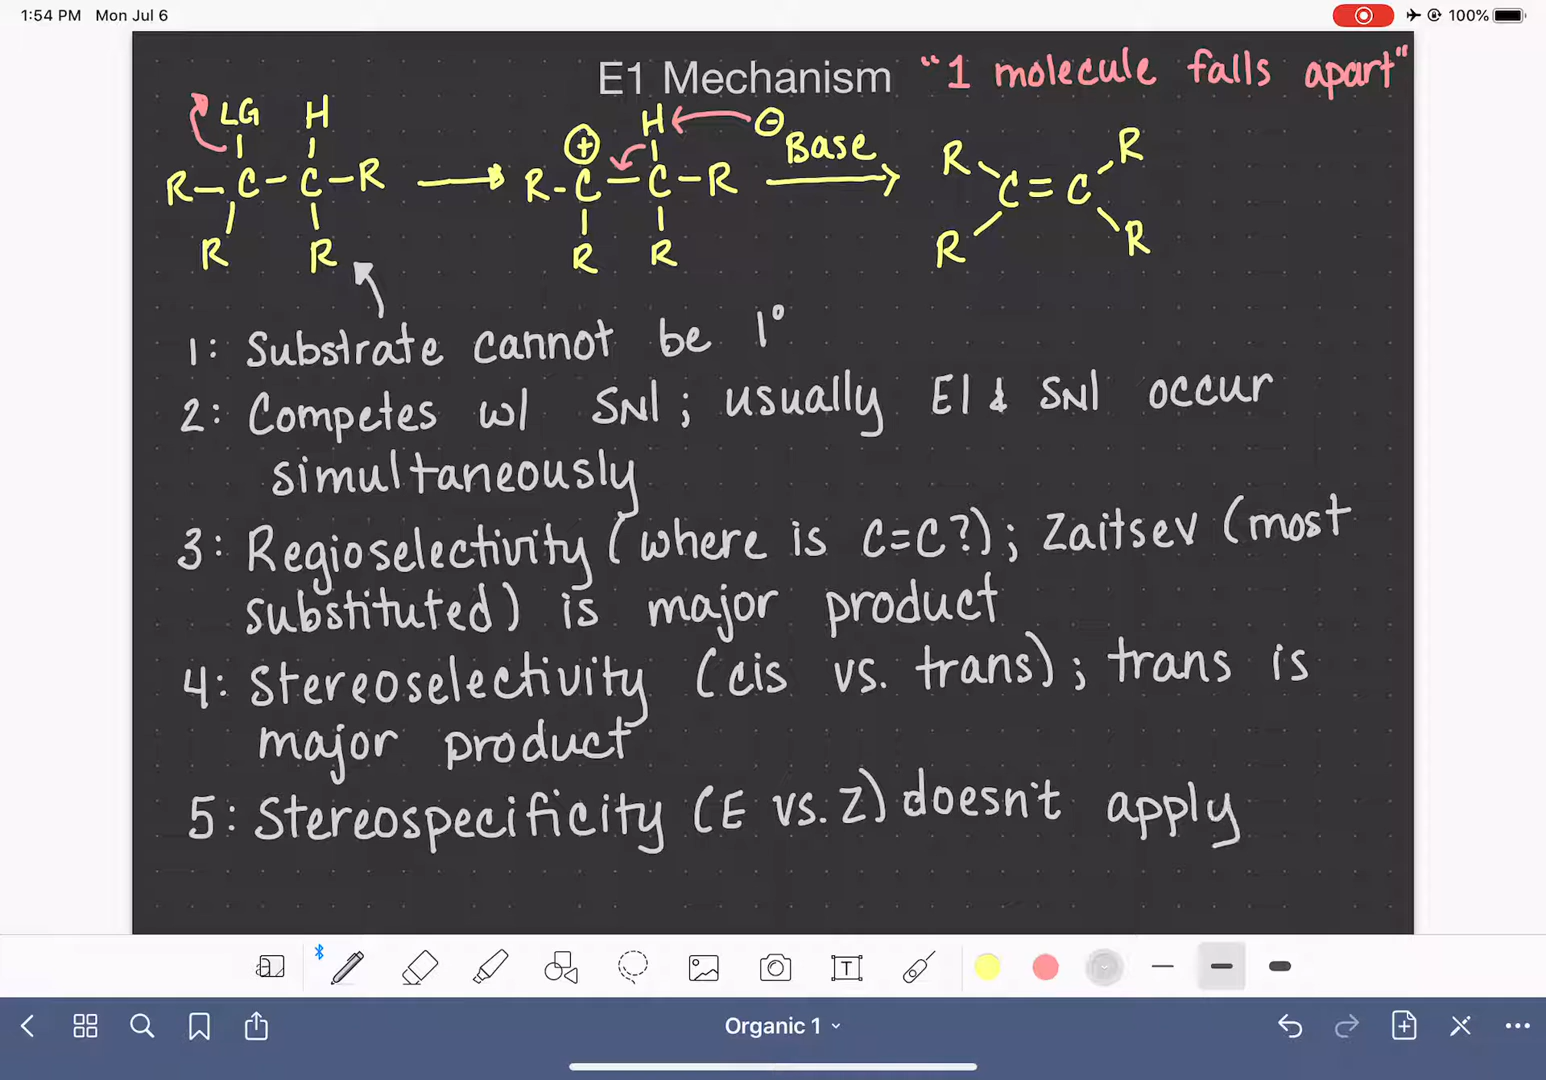 1:54 PM Mon Jul 6
100%
E1 Mechanism "1 molecule falls apart"
LG H
R-C-C-R
R R
⊕ H ⊖
R-C-C-R
R R
Base
R R
C=C
R R
1: Substrate cannot be 1°
2: Competes w/ SN1; usually E1 & SN1 occur
simultaneously
3: Regioselectivity (where is C=C?); Zaitsev (most
substituted) is major product
4: Stereoselectivity (cis vs. trans); trans is
major product
5: Stereospecificity (E vs. Z) doesn't apply
T
Organic 1